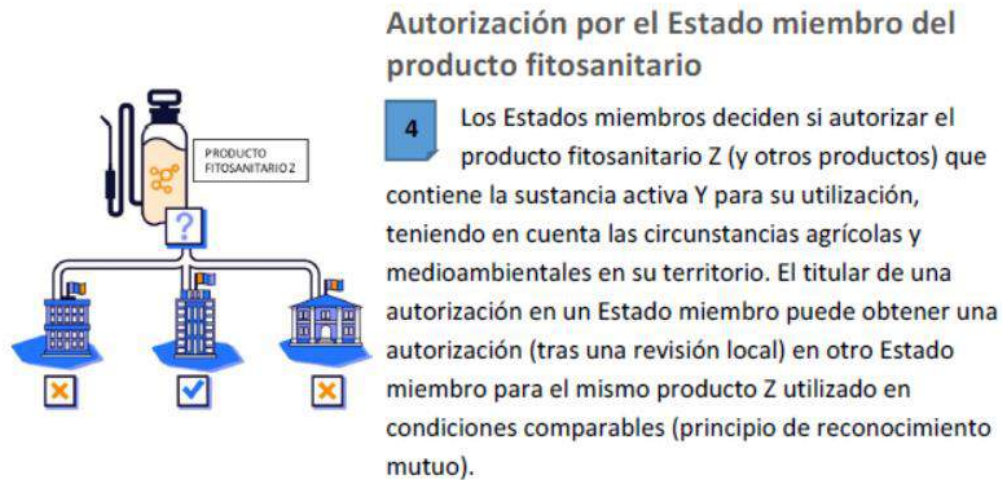 Autorización por el Estado miembro del
producto fitosanitario
4 Los Estados miembros deciden si autorizar el
producto fitosanitario Z (y otros productos) que
contiene la sustancia activa Y para su utilización,
teniendo en cuenta las circunstancias agrícolas y
medioambientales en su territorio. El titular de una
autorización en un Estado miembro puede obtener una
autorización (tras una revisión local) en otro Estado
miembro para el mismo producto Z utilizado en
condiciones comparables (principio de reconocimiento
mutuo).
PRODUCTO
FITOSANITARIO Z
?